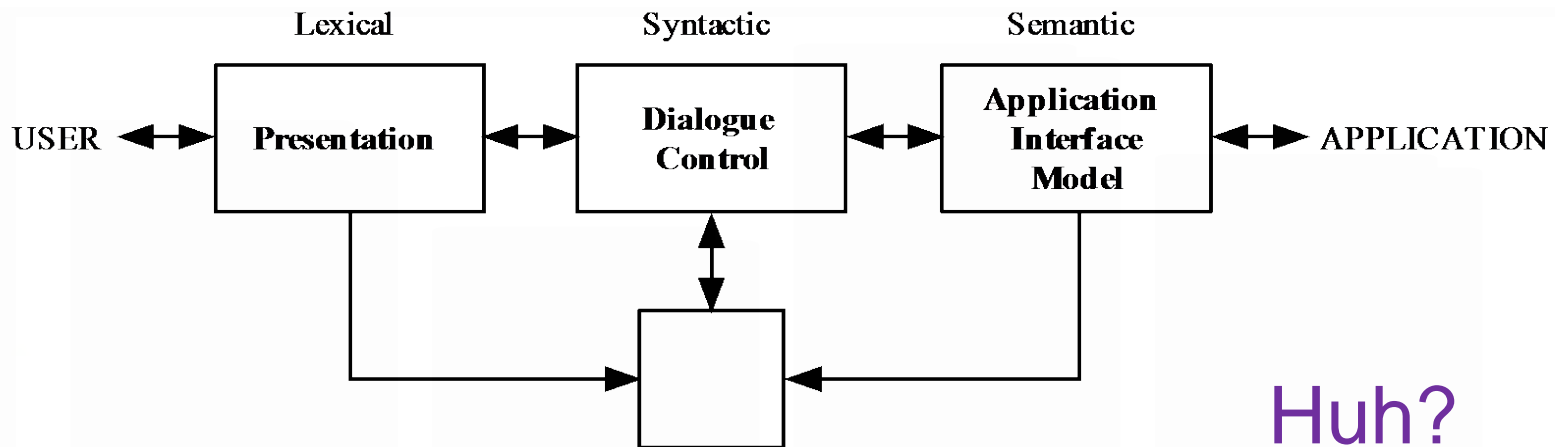 Lexical Syntactic Semantic
USER Presentation Dialogue Control Application Interface Model APPLICATION
Huh?